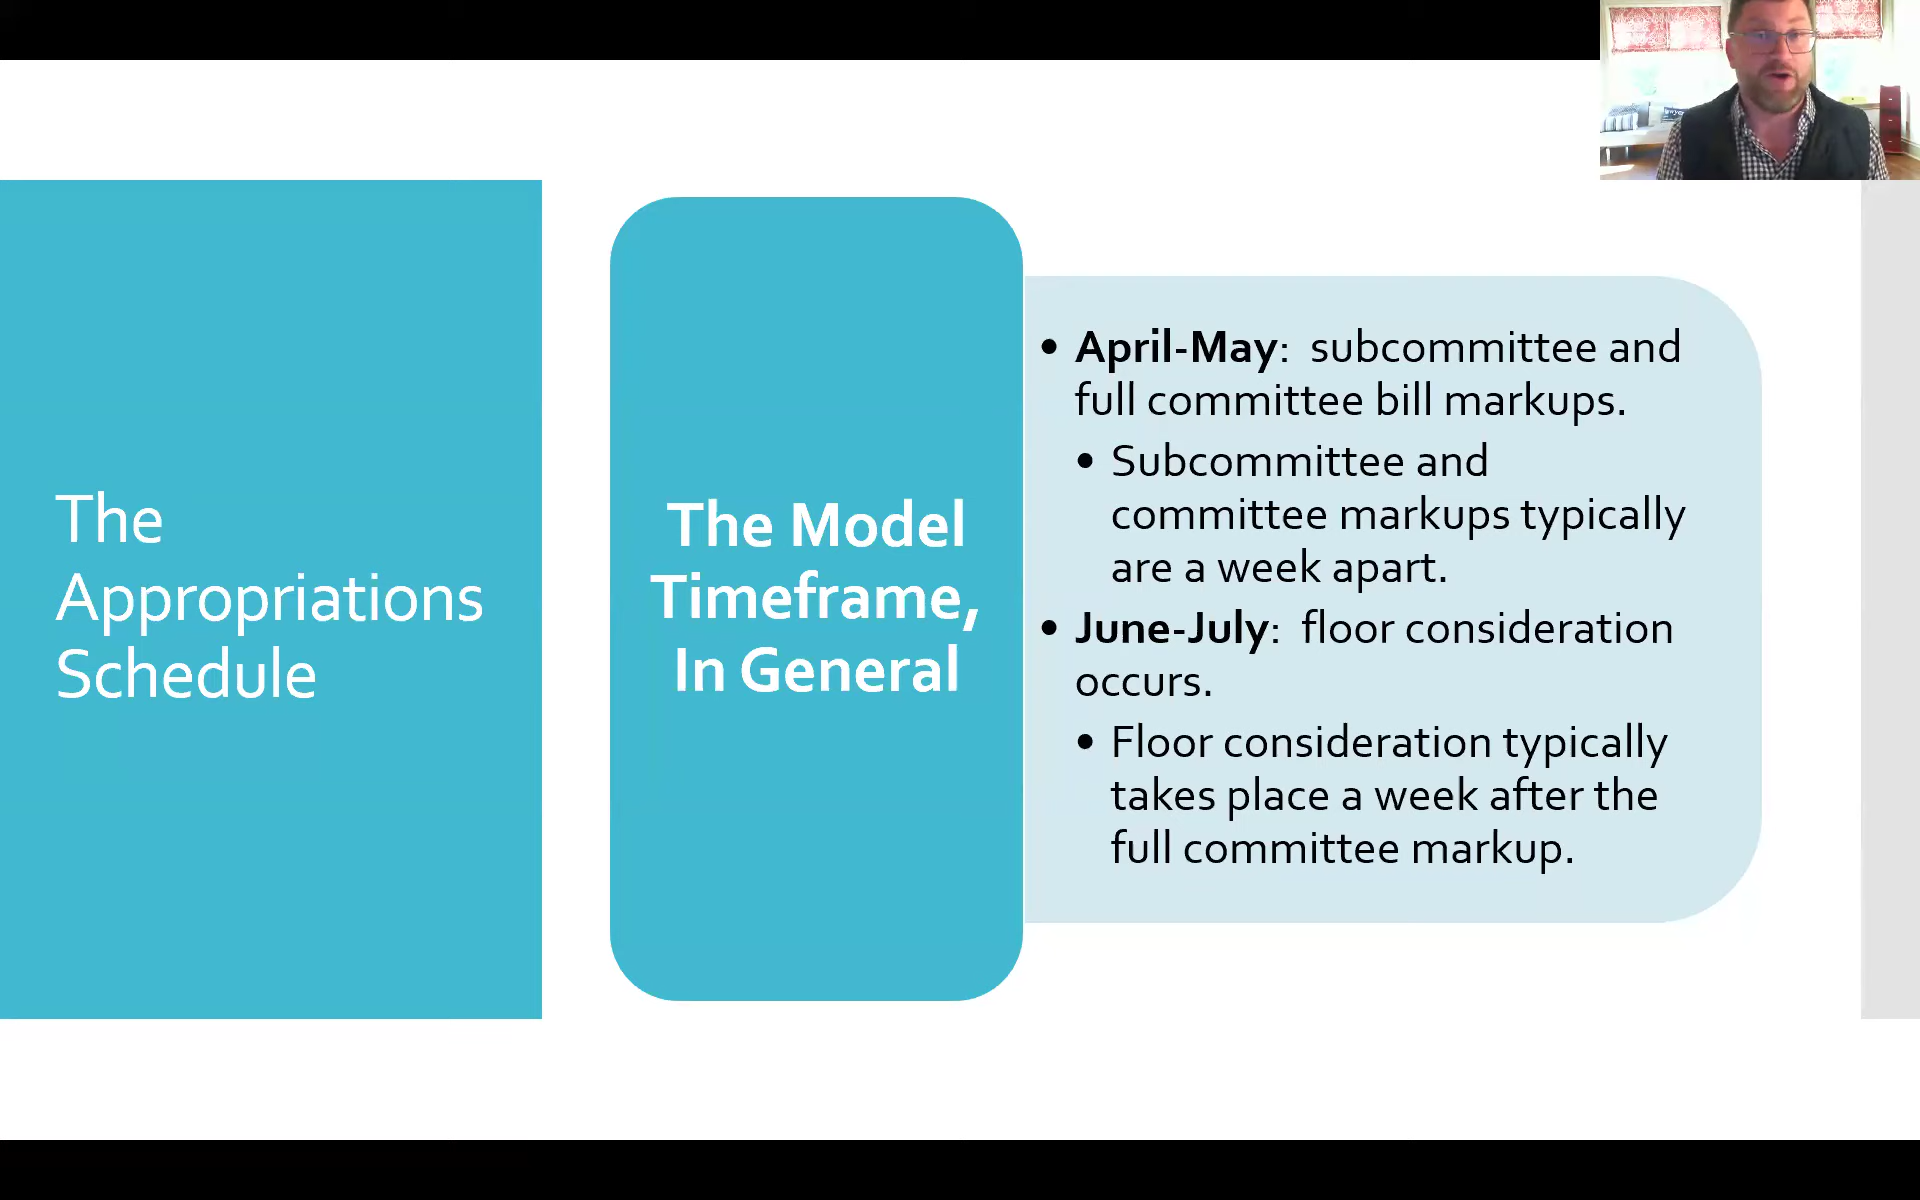 The
Appropriations
Schedule
The Model
Timeframe,
In General
• April-May:  subcommittee and
full committee bill markups.
• Subcommittee and
committee markups typically
are a week apart.
• June-July:  floor consideration
occurs.
• Floor consideration typically
takes place a week after the
full committee markup.